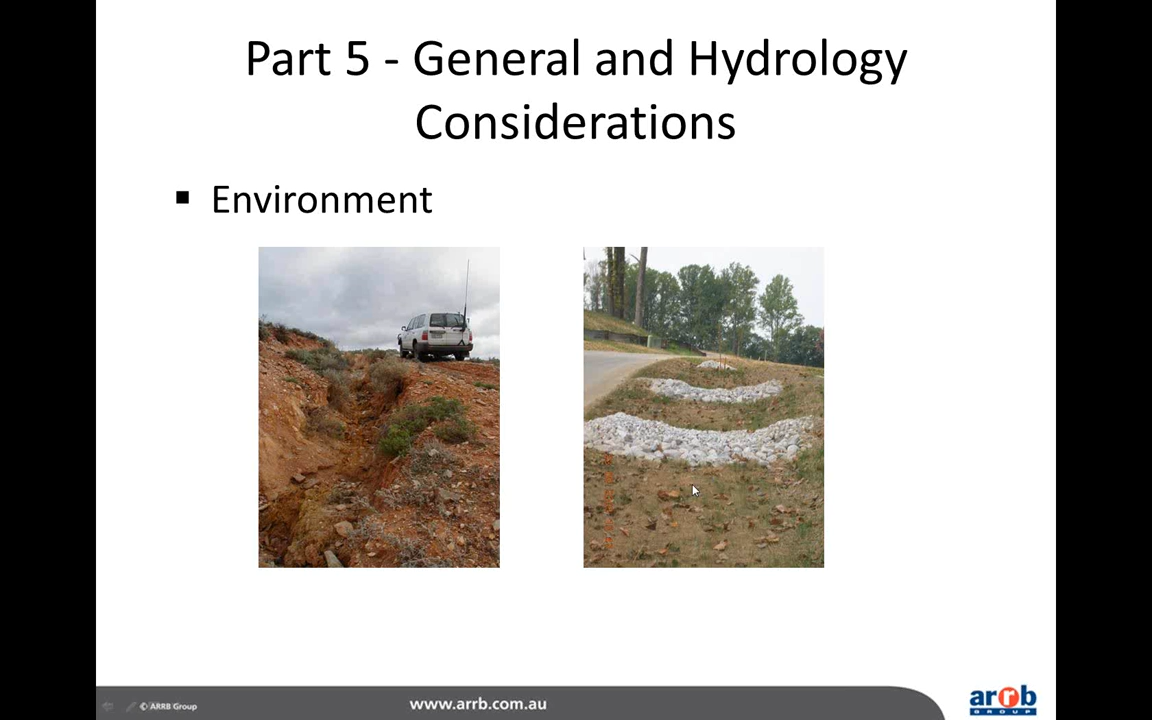 Part 5 - General and Hydrology
Considerations
▪ Environment
© ARRB Group
www.arrb.com.au
arrb
GROUP